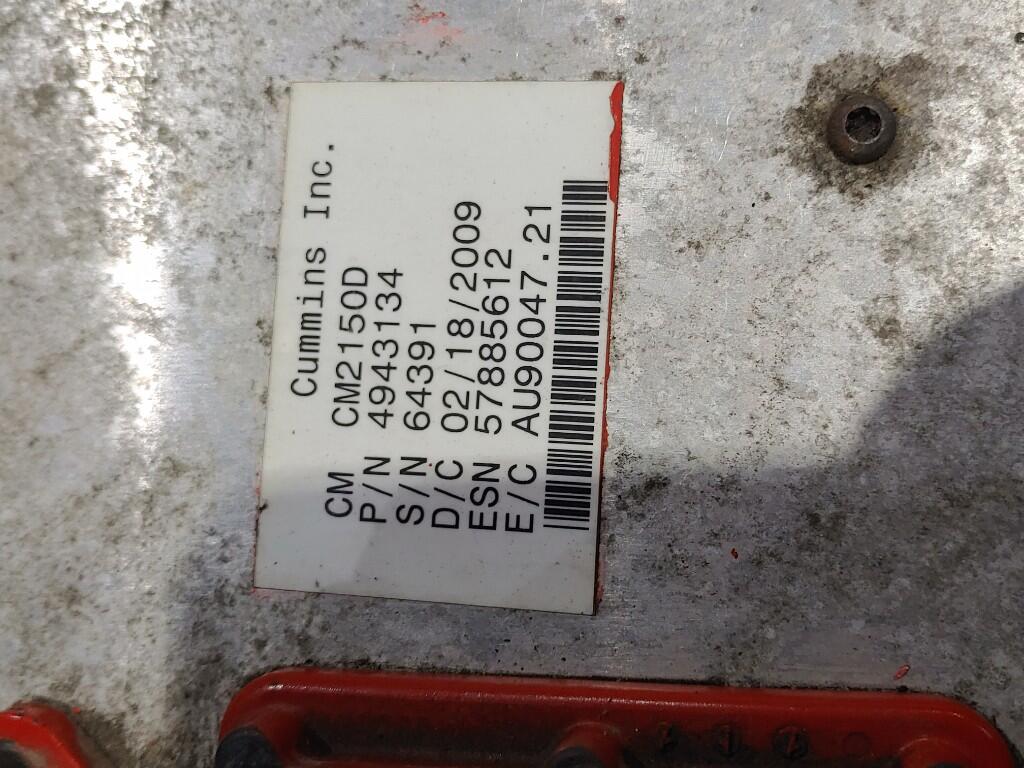 Cummins Inc.
CM CM2150D
P/N 4943134
S/N 64391
D/C 02/18/2009
ESN 57885612
E/C AU90047.21